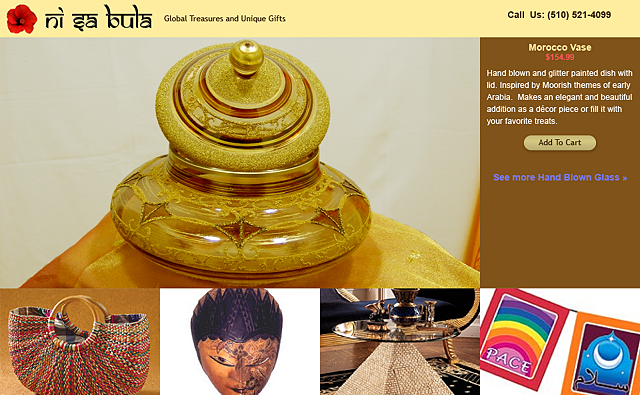 ni sa bula
Global Treasures and Unique Gifts
Call Us: (510) 521-4099
Morocco Vase
$154.99
Hand blown and glitter painted dish with
lid. Inspired by Moorish themes of early
Arabia. Makes an elegant and beautiful
addition as a décor piece or fill it with
your favorite treats.
Add To Cart
See more Hand Blown Glass »
PACE
سلام